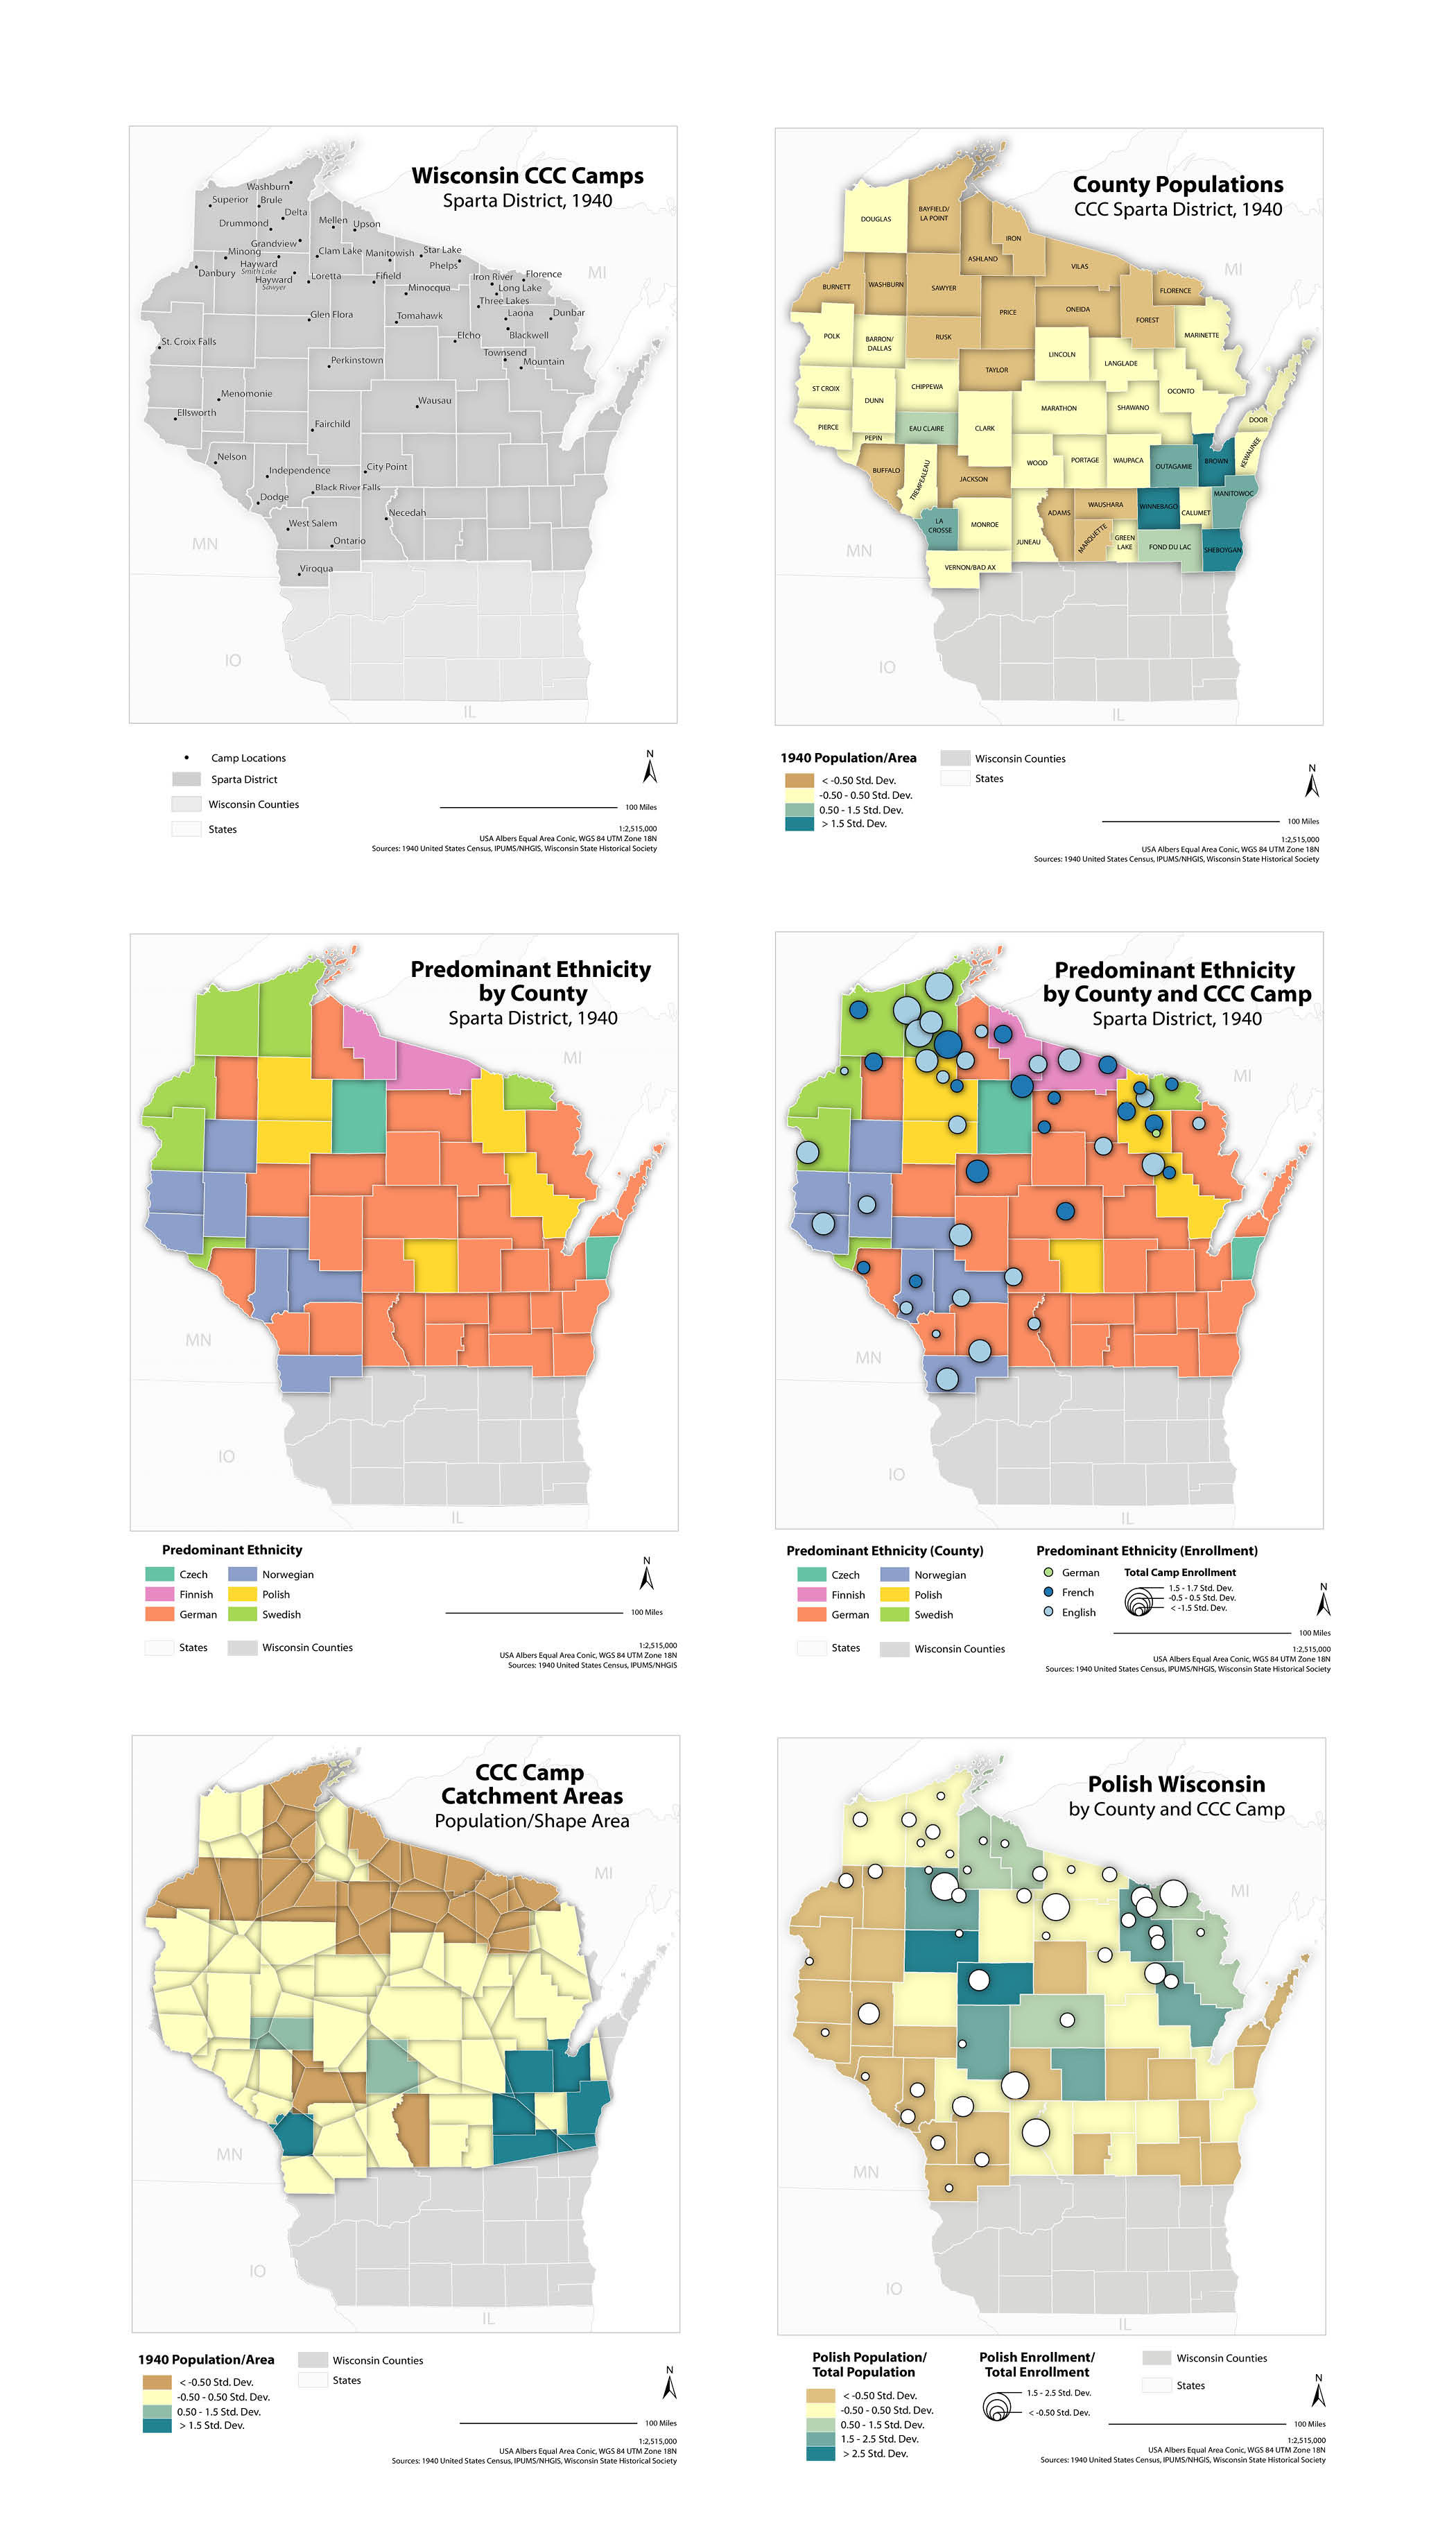 Wisconsin CCC Camps
Sparta District, 1940
Washburn
Superior
Brule
Delta
Drummond
Mellen
Upson
Grandview
Minong
Clam Lake
Manitowish
Star Lake
Hayward
Smith Lake
Phelps
Danbury
Hayward
Sawyer
Loretta
Fifield
Iron River
Florence
Minocqua
Long Lake
Three Lakes
Glen Flora
Tomahawk
Laona
Dunbar
St. Croix Falls
Elcho
Blackwell
Perkinstown
Townsend
Mountain
Menomonie
Wausau
Ellsworth
Fairchild
Nelson
Independence
City Point
Black River Falls
Dodge
Necedah
West Salem
Ontario
Viroqua
MI
MN
IO
IL
Camp Locations
Sparta District
Wisconsin Counties
States
N
100 Miles
1:2,515,000
USA Albers Equal Area Conic, WGS 84 UTM Zone 18N
Sources: 1940 United States Census, IPUMS/NHGIS, Wisconsin State Historical Society
County Populations
CCC Sparta District, 1940
DOUGLAS
BAYFIELD/
LA POINT
IRON
ASHLAND
VILAS
BURNETT
WASHBURN
SAWYER
FLORENCE
PRICE
ONEIDA
FOREST
POLK
BARRON/
DALLAS
RUSK
MARINETTE
LINCOLN
LANGLADE
TAYLOR
ST CROIX
CHIPPEWA
OCONTO
DUNN
MARATHON
SHAWANO
DOOR
PIERCE
EAU CLAIRE
CLARK
PEPIN
KEWAUNEE
BUFFALO
TREMPEALEAU
JACKSON
WOOD
PORTAGE
WAUPACA
OUTAGAMIE
BROWN
MANITOWOC
ADAMS
WAUSHARA
WINNEBAGO
CALUMET
LA
CROSSE
MONROE
JUNEAU
MARQUETTE
GREEN
LAKE
FOND DU LAC
SHEBOYGAN
VERNON/BAD AX
MI
MN
IO
IL
1940 Population/Area
< -0.50 Std. Dev.
-0.50 - 0.50 Std. Dev.
0.50 - 1.5 Std. Dev.
> 1.5 Std. Dev.
Wisconsin Counties
States
N
100 Miles
1:2,515,000
USA Albers Equal Area Conic, WGS 84 UTM Zone 18N
Sources: 1940 United States Census, IPUMS/NHGIS, Wisconsin State Historical Society
Predominant Ethnicity
by County
Sparta District, 1940
MI
MN
IO
IL
Predominant Ethnicity
Czech
Norwegian
Finnish
Polish
German
Swedish
States
Wisconsin Counties
N
100 Miles
1:2,515,000
USA Albers Equal Area Conic, WGS 84 UTM Zone 18N
Sources: 1940 United States Census, IPUMS/NHGIS
Predominant Ethnicity
by County and CCC Camp
Sparta District, 1940
MI
MN
IO
IL
Predominant Ethnicity (County)
Czech
Norwegian
Finnish
Polish
German
Swedish
States
Wisconsin Counties
Predominant Ethnicity (Enrollment)
German
French
English
Total Camp Enrollment
1.5 - 1.7 Std. Dev.
-0.5 - 0.5 Std. Dev.
< -1.5 Std. Dev.
N
100 Miles
1:2,515,000
USA Albers Equal Area Conic, WGS 84 UTM Zone 18N
Sources: 1940 United States Census, IPUMS/NHGIS, Wisconsin State Historical Society
CCC Camp
Catchment Areas
Population/Shape Area
MI
MN
IO
IL
1940 Population/Area
< -0.50 Std. Dev.
-0.50 - 0.50 Std. Dev.
0.50 - 1.5 Std. Dev.
> 1.5 Std. Dev.
Wisconsin Counties
States
N
100 Miles
1:2,515,000
USA Albers Equal Area Conic, WGS 84 UTM Zone 18N
Sources: 1940 United States Census, IPUMS/NHGIS, Wisconsin State Historical Society
Polish Wisconsin
by County and CCC Camp
MI
MN
IO
IL
Polish Population/
Total Population
< -0.50 Std. Dev.
-0.50 - 0.50 Std. Dev.
0.50 - 1.5 Std. Dev.
1.5 - 2.5 Std. Dev.
> 2.5 Std. Dev.
Polish Enrollment/
Total Enrollment
1.5 - 2.5 Std. Dev.
< -0.50 Std. Dev.
Wisconsin Counties
States
N
100 Miles
1:2,515,000
USA Albers Equal Area Conic, WGS 84 UTM Zone 18N
Sources: 1940 United States Census, IPUMS/NHGIS, Wisconsin State Historical Society